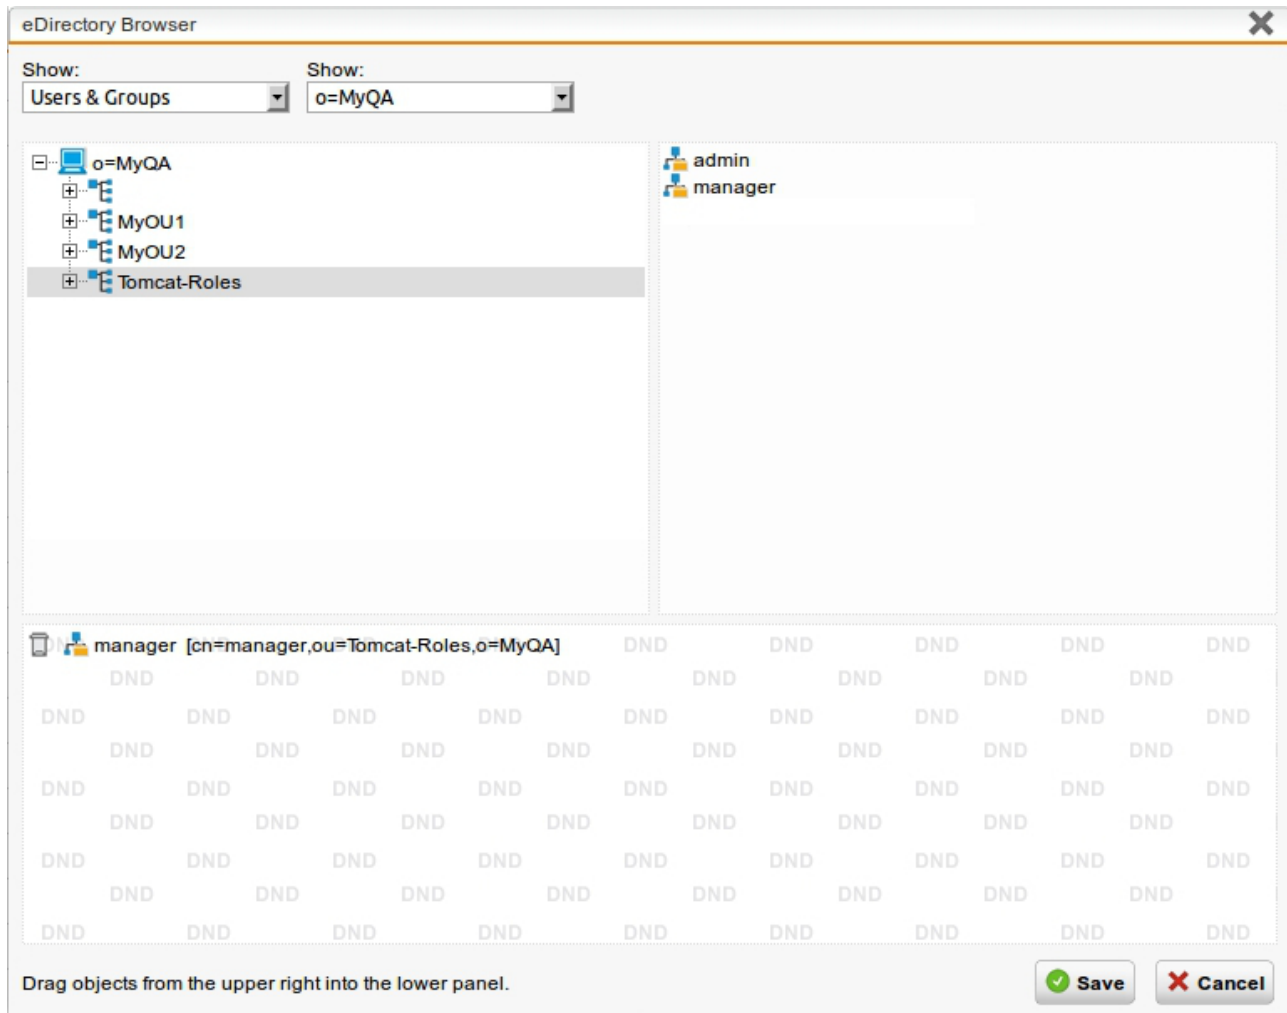 eDirectory Browser
Show: Show:
Users & Groups o=MyQA
o=MyQA
MyOU1
MyOU2
Tomcat-Roles
admin
manager
manager [cn=manager,ou=Tomcat-Roles,o=MyQA] DND DND DND DND DND
DND DND DND DND DND DND DND DND
DND DND DND DND DND DND DND DND DND
DND DND DND DND DND DND DND DND
DND DND DND DND DND DND DND DND DND
DND DND DND DND DND DND DND DND
DND DND DND DND DND DND DND DND DND
DND DND DND DND DND DND DND DND
DND DND DND DND DND DND DND DND DND
Drag objects from the upper right into the lower panel. Save Cancel